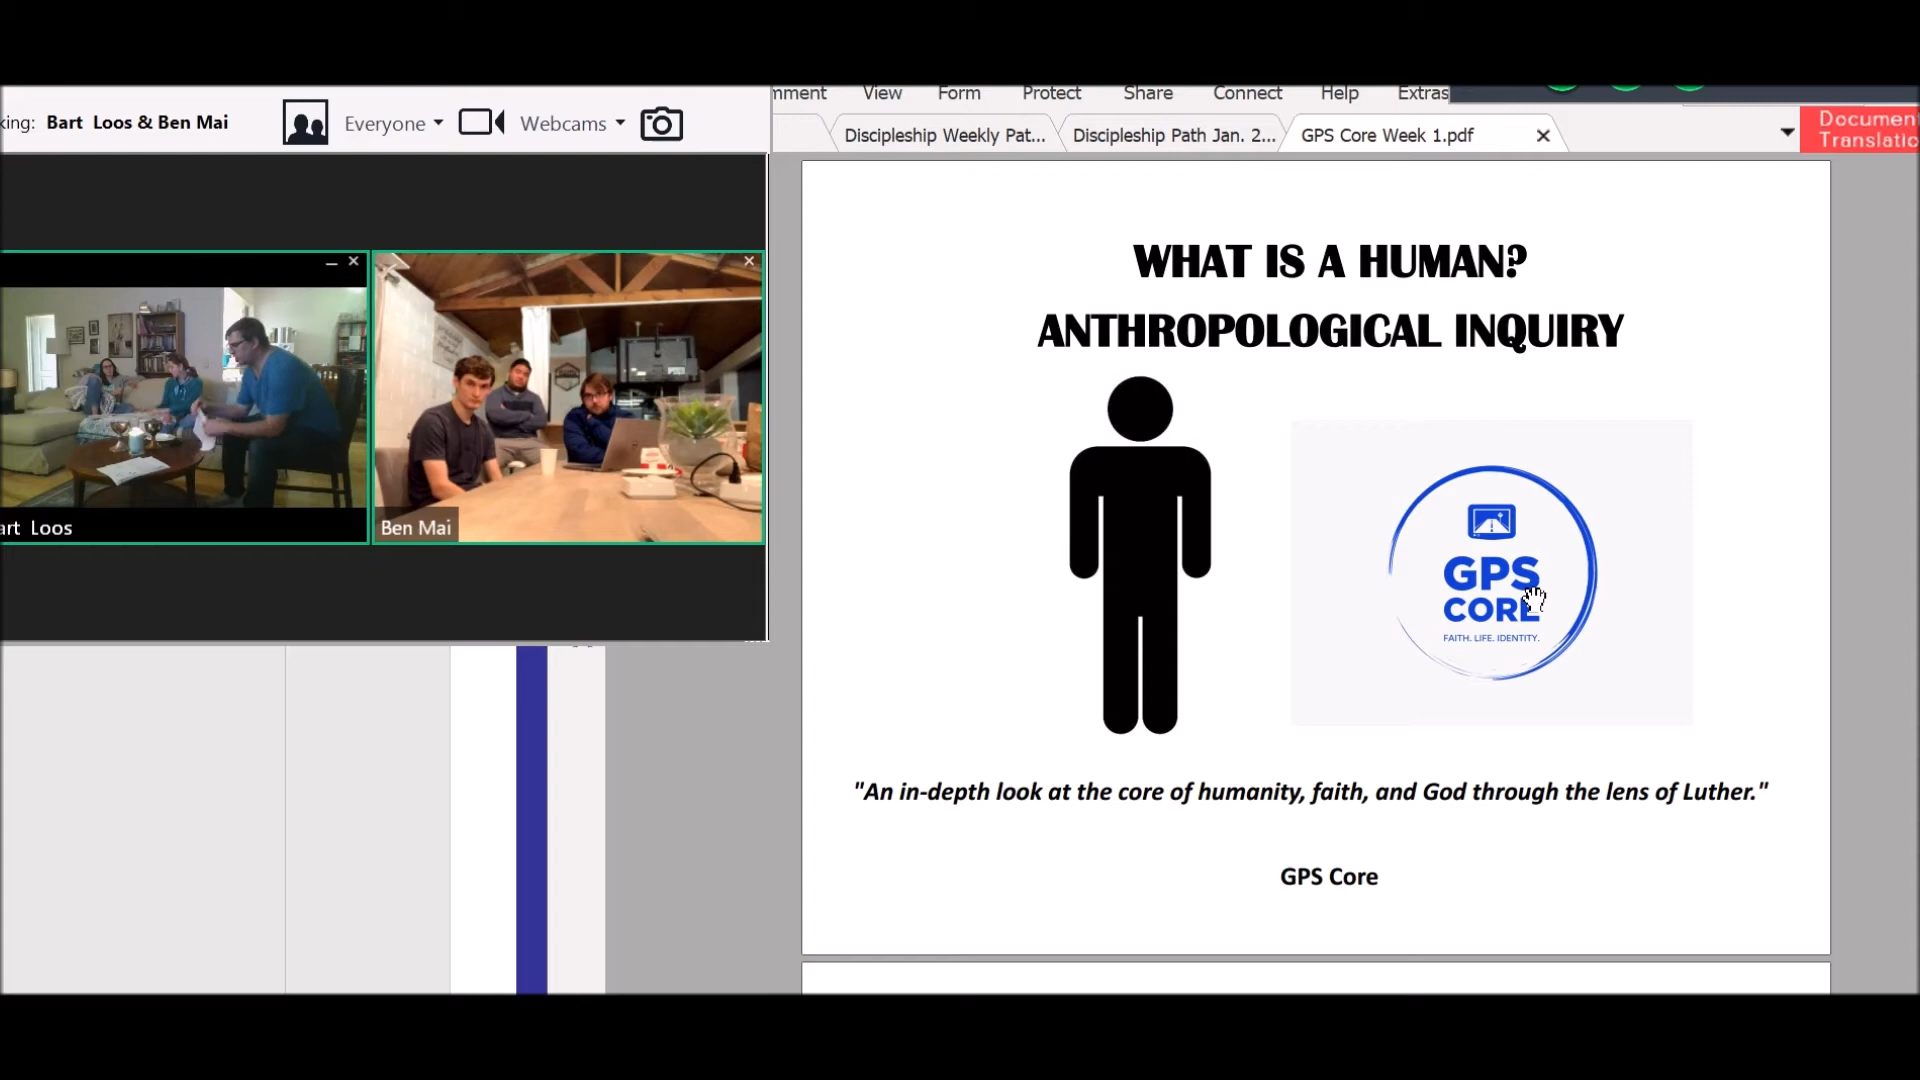 king: Bart Loos & Ben Mai
Everyone
Webcams
mment View Form Protect Share Connect Help Extras
Discipleship Weekly Pat...
Discipleship Path Jan. 2...
GPS Core Week 1.pdf
Document
Translatio
art Loos
Ben Mai
WHAT IS A HUMAN?
ANTHROPOLOGICAL INQUIRY
GPS
CORE
FAITH. LIFE. IDENTITY.
"An in-depth look at the core of humanity, faith, and God through the lens of Luther."
GPS Core